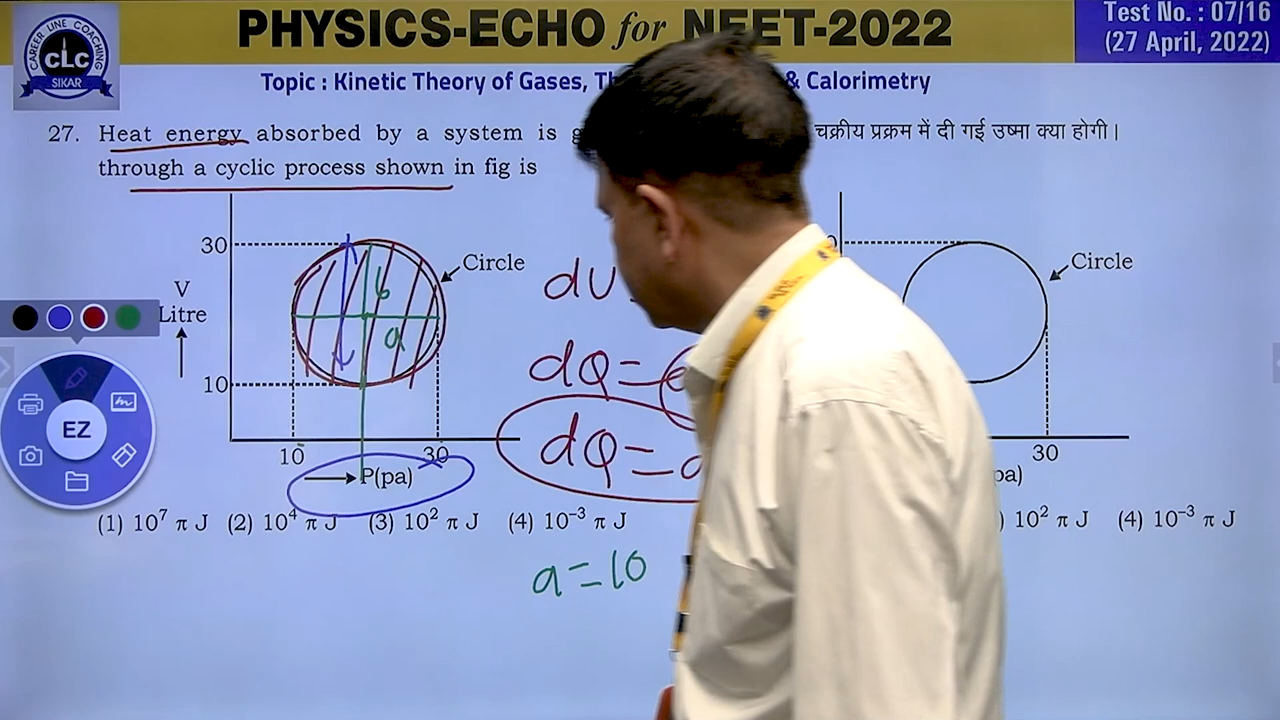 PHYSICS-ECHO for NEET-2022
Test No. : 07/16
(27 April, 2022)
CAREER LINE COACHING
CLC
SIKAR
Topic : Kinetic Theory of Gases, & Calorimetry
27. Heat energy absorbed by a system is
through a cyclic process shown in fig is
चक्रीय प्रक्रम में दी गई उष्मा क्या होगी।
30
Circle
V
Litre
10
10
30
P(pa)
b
a
dU
dQ=
dQ=
Circle
30
(1) 10⁷ π J (2) 10⁴ π J (3) 10² π J (4) 10⁻³ π J
10² π J (4) 10⁻³ π J
a=10
EZ